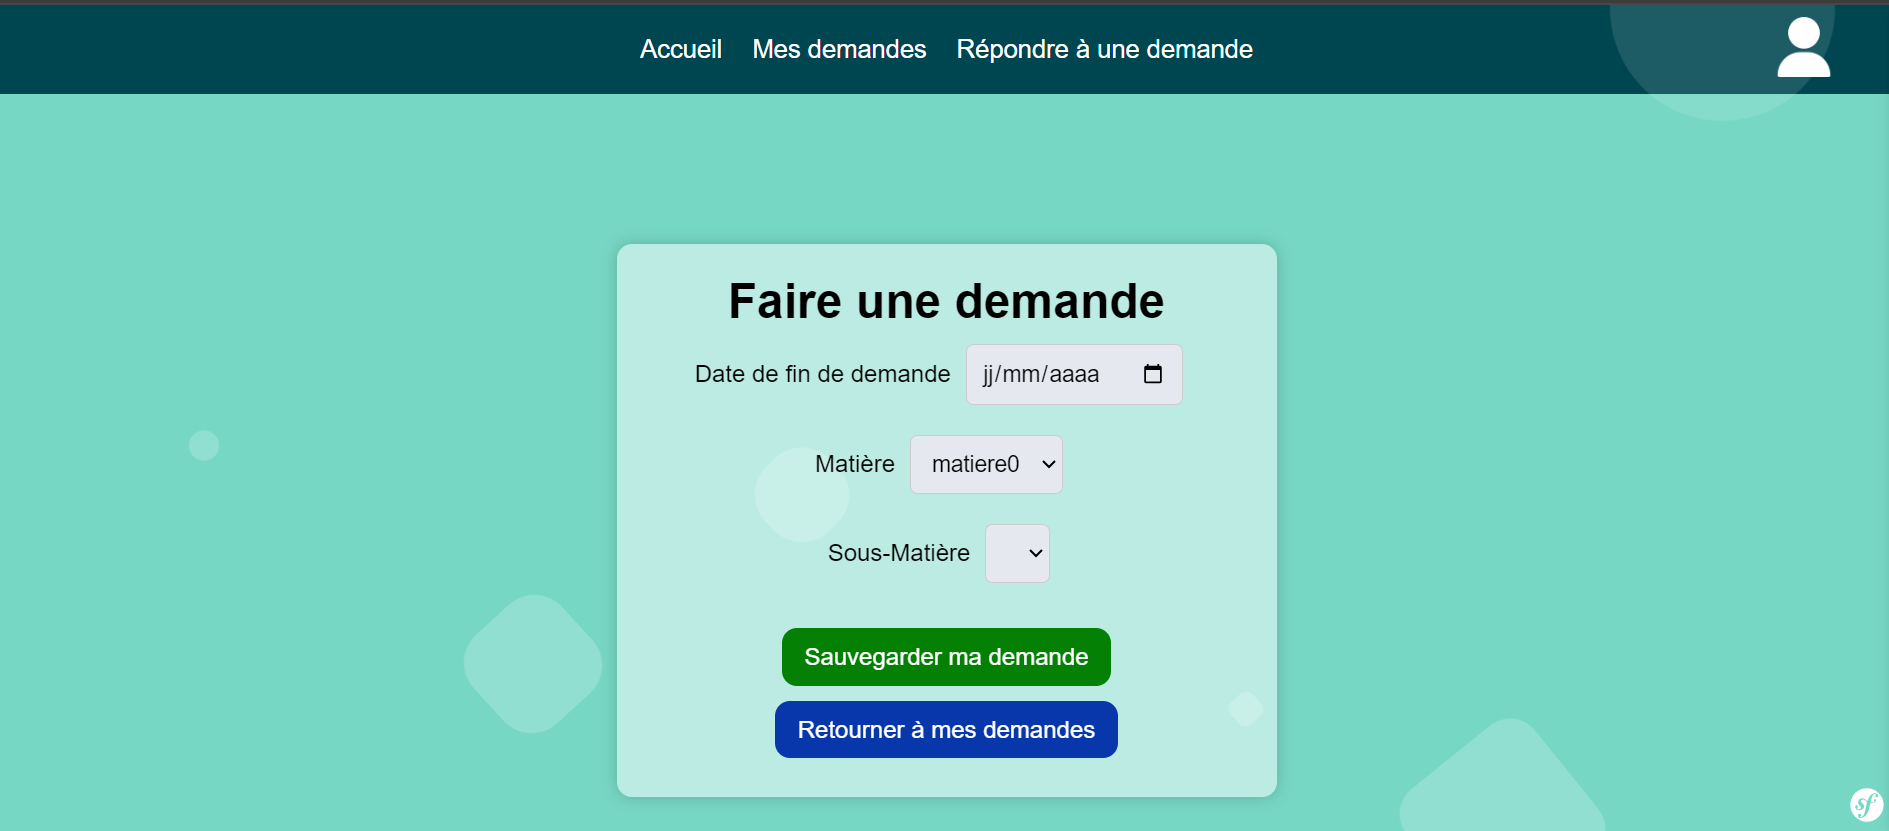 Accueil Mes demandes Répondre à une demande
Faire une demande
Date de fin de demande jj/mm/aaaa
Matière matiere0
Sous-Matière
Sauvegarder ma demande
Retourner à mes demandes
sf